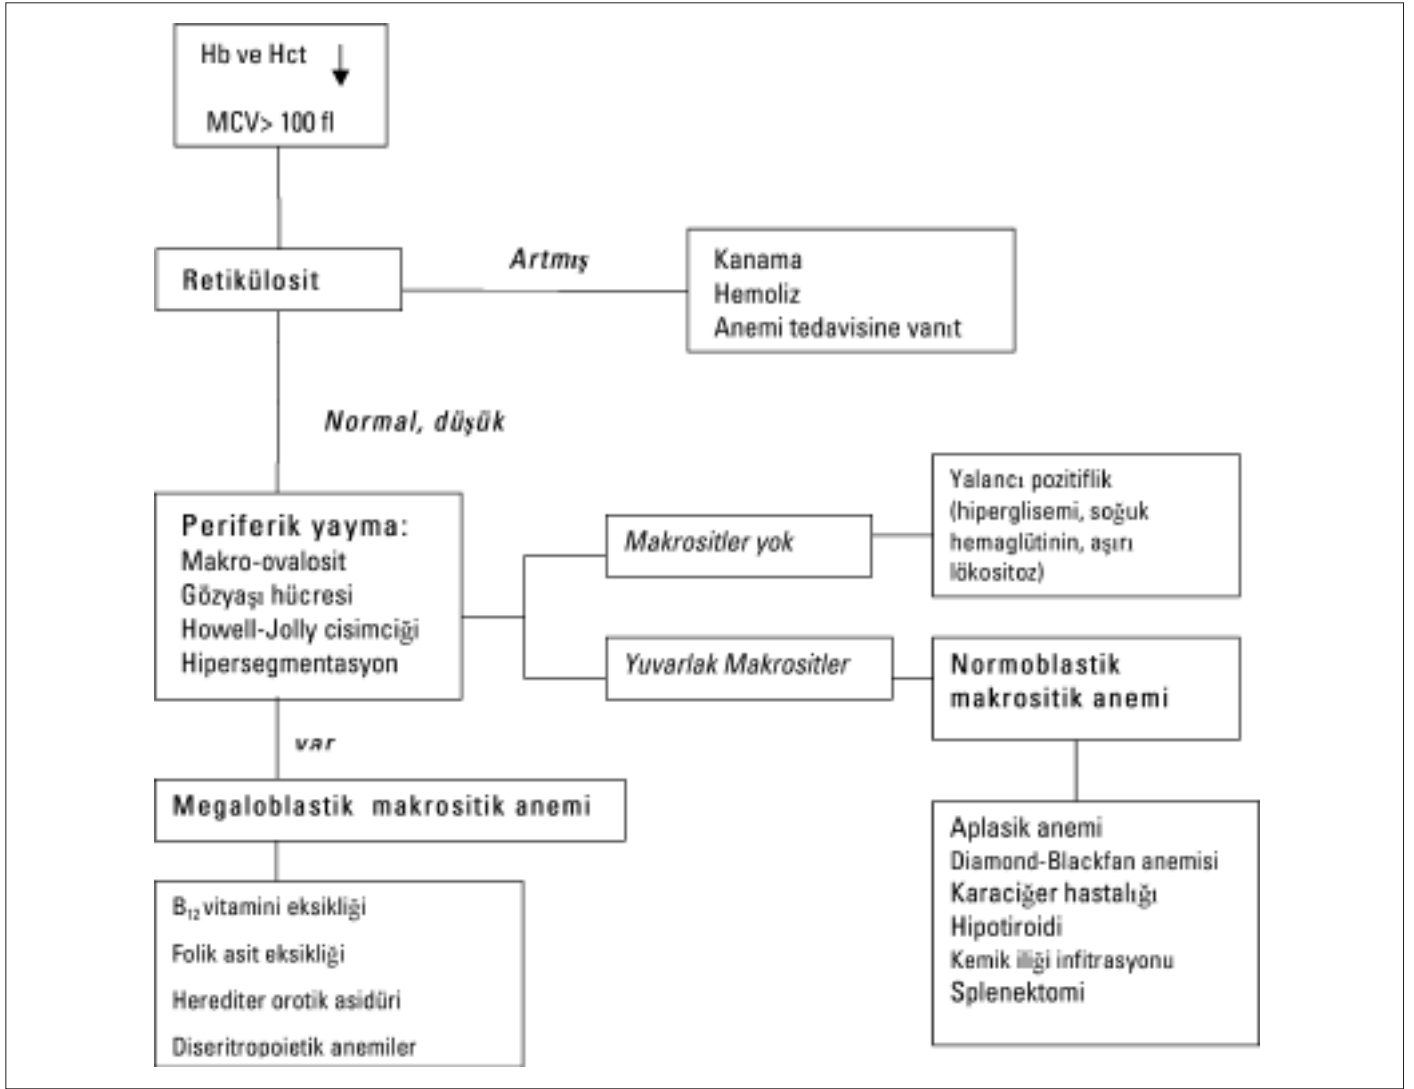 Hb ve Hct
MCV> 100 fl
Retikülosit
Artmış
Kanama
Hemoliz
Anemi tedavisine vanıt
Normal, düşük
Periferik yayma:
Makro-ovalosit
Gözyaşı hücresi
Howell-Jolly cisimciği
Hipersegmentasyon
Makrositler yok
Yalancı pozitiflik
(hiperglisemi, soğuk
hemaglütinin, aşırı
lökositoz)
Yuvarlak Makrositler
Normoblastik
makrositik anemi
var
Megaloblastik makrositik anemi
B₁₂ vitamini eksikliği
Folik asit eksikliği
Herediter orotik asidüri
Diseritropoietik anemiler
Aplasik anemi
Diamond-Blackfan anemisi
Karaciğer hastalığı
Hipotiroidi
Kemik iliği infitrasyonu
Splenektomi